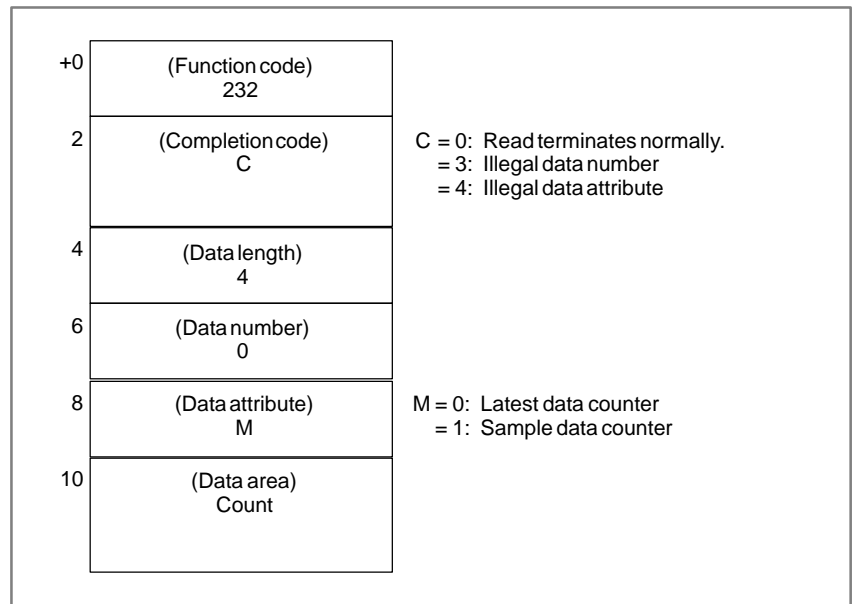 +0
(Function code)
232
2
(Completion code)
C
C = 0: Read terminates normally.
= 3: Illegal data number
= 4: Illegal data attribute
4
(Data length)
4
6
(Data number)
0
8
(Data attribute)
M
M = 0: Latest data counter
= 1: Sample data counter
10
(Data area)
Count